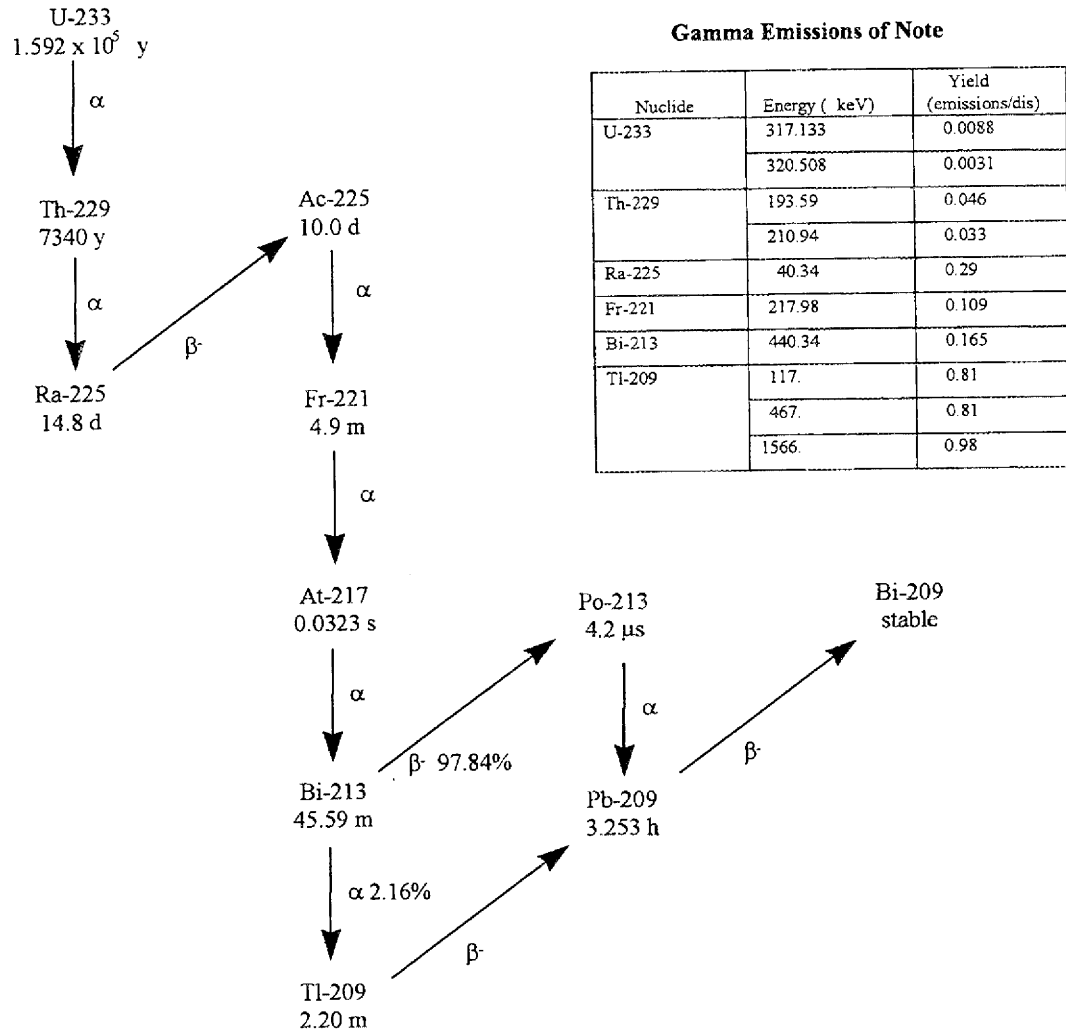 U-233
1.592 x 10⁵ y
α
Th-229
7340 y
α
Ra-225
14.8 d
β-
Ac-225
10.0 d
α
Fr-221
4.9 m
α
At-217
0.0323 s
α
Bi-213
45.59 m
β- 97.84%
α 2.16%
Tl-209
2.20 m
β-
Po-213
4.2 μs
α
Pb-209
3.253 h
β-
Bi-209
stable
Gamma Emissions of Note
Nuclide Energy ( keV) Yield (emissions/dis)
U-233 317.133 0.0088
320.508 0.0031
Th-229 193.59 0.046
210.94 0.033
Ra-225 40.34 0.29
Fr-221 217.98 0.109
Bi-213 440.34 0.165
Tl-209 117. 0.81
467. 0.81
1566. 0.98